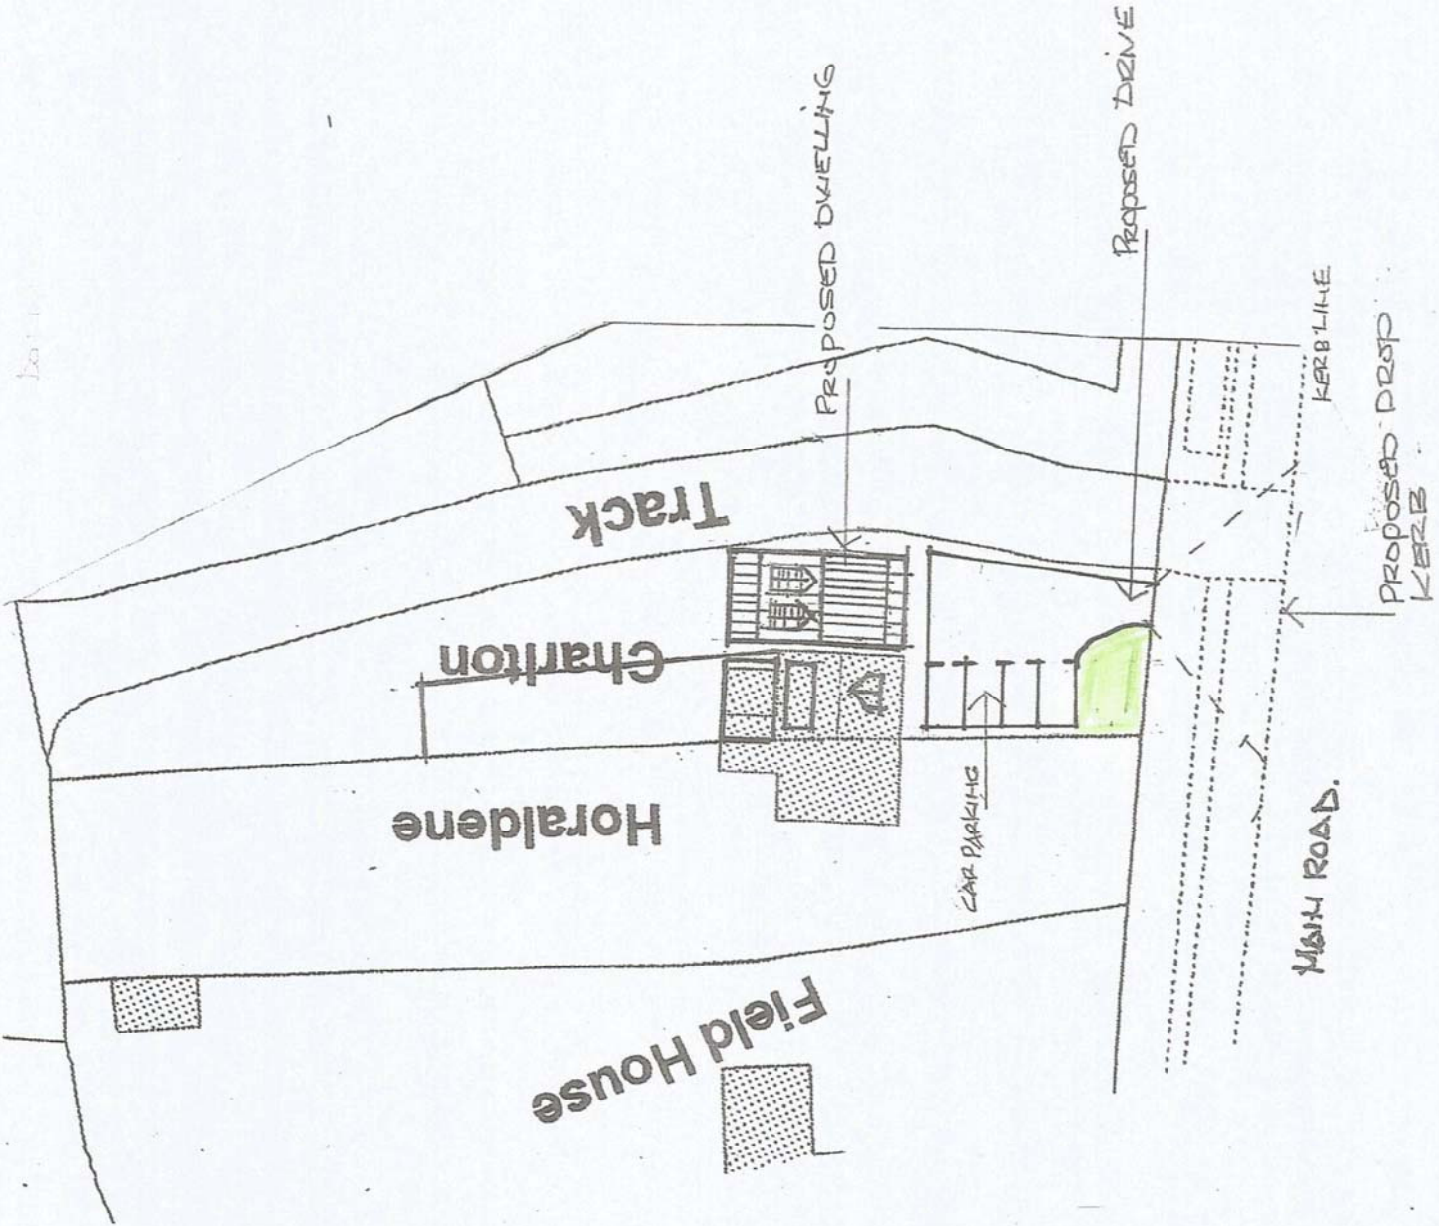 PROPOSED DWELLING
PROPOSED DRIVE
Track
Charlton
Horaldene
Field House
CAR PARKING
KERB LINE
PROPOSED DROP
KERB.
MAIN ROAD.